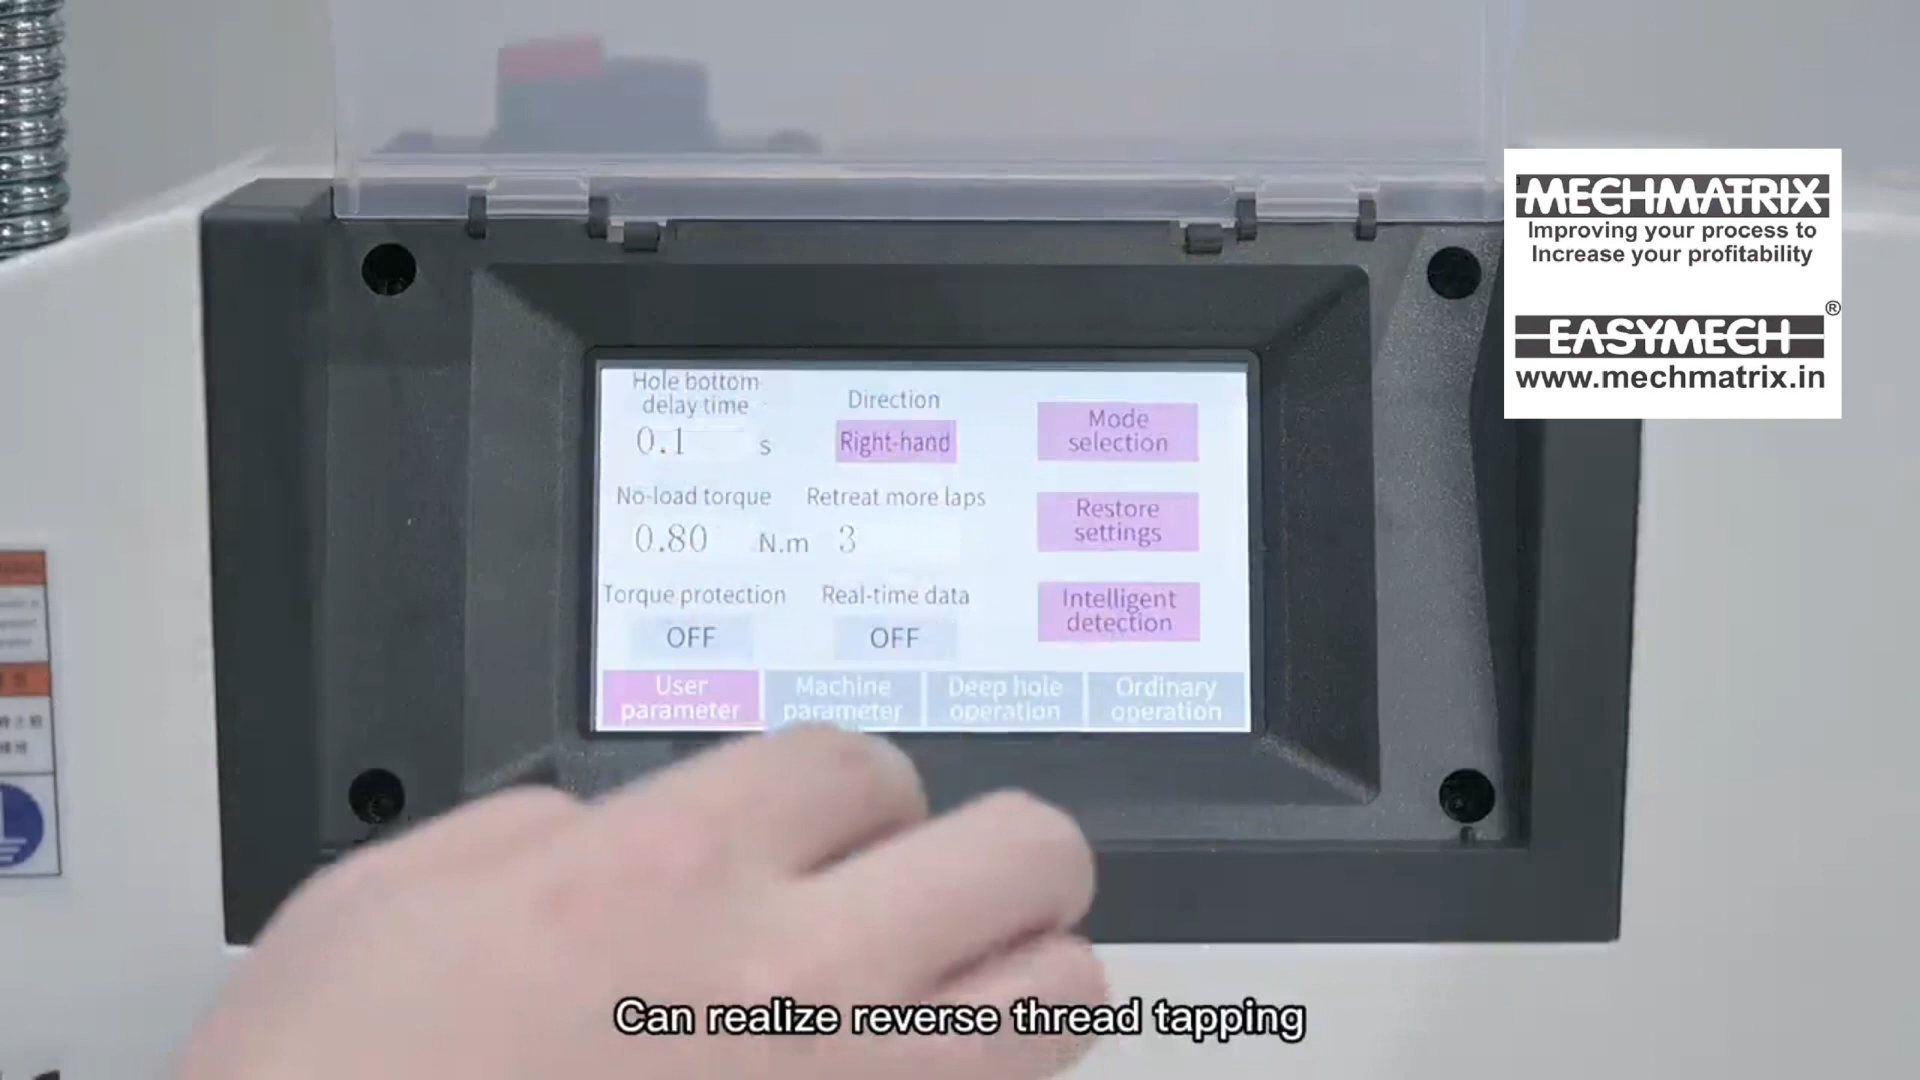 MECHMATRIX
Improving your process to
Increase your profitability
EASYMECH®
www.mechmatrix.in
Hole bottom
delay time
0.1 s
Direction
Right-hand
Mode
selection
No-load torque
0.80 N.m
Retreat more laps
3
Restore
settings
Torque protection
OFF
Real-time data
OFF
Intelligent
detection
User
parameter
Machine
parameter
Deep hole
operation
Ordinary
operation
Can realize reverse thread tapping